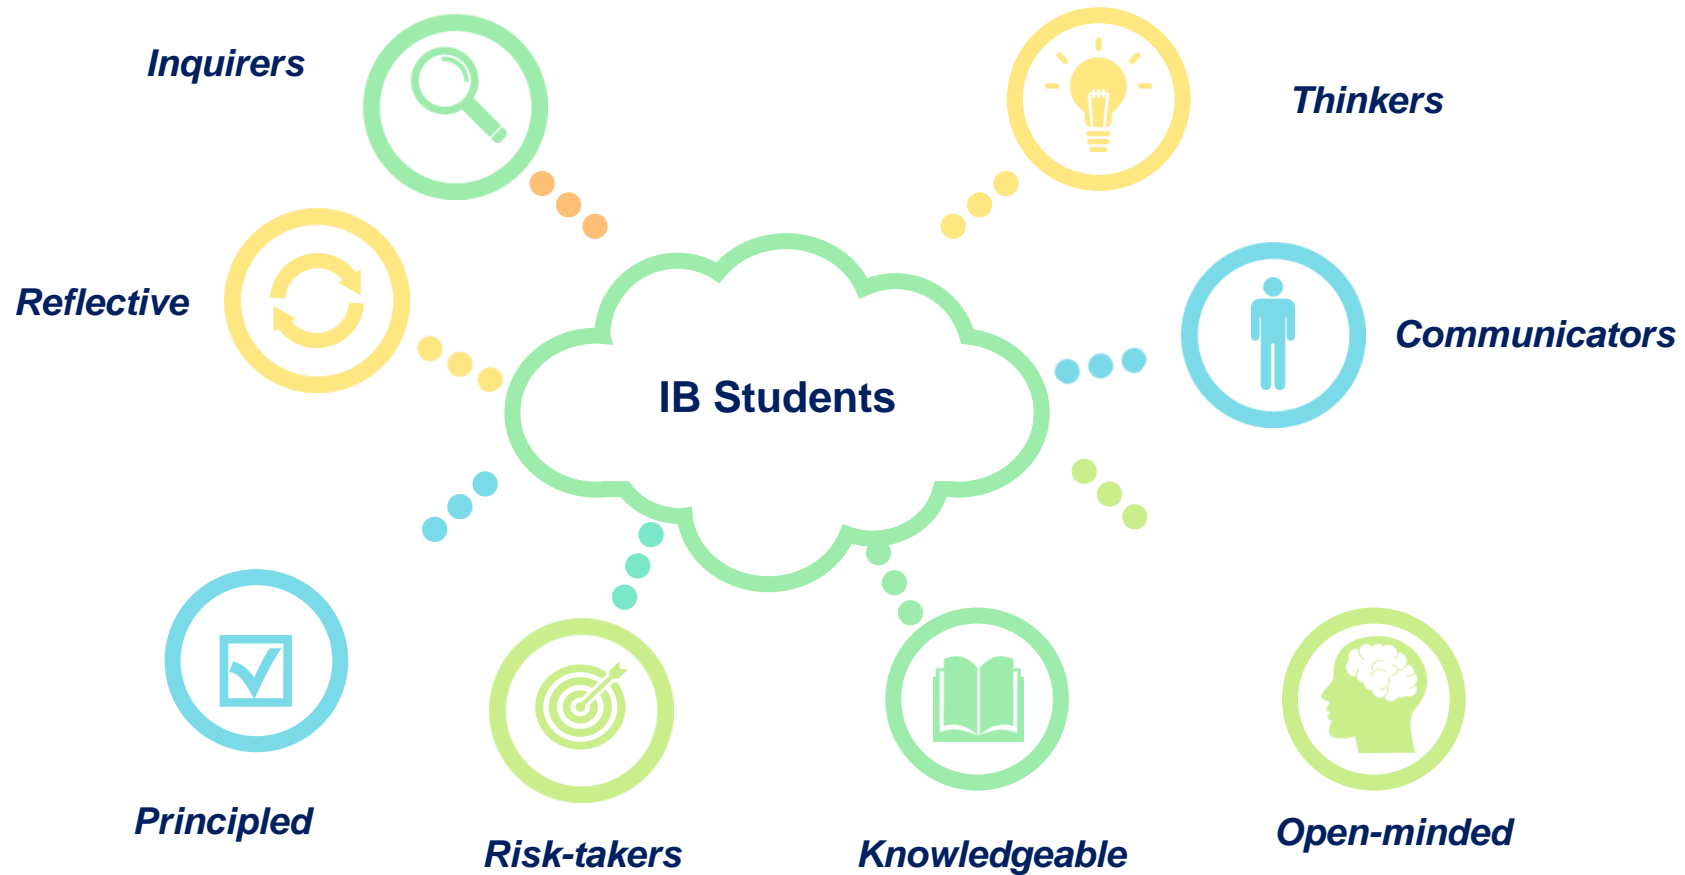 Inquirers
Thinkers
Reflective
Communicators
IB Students
Principled
Risk-takers
Knowledgeable
Open-minded